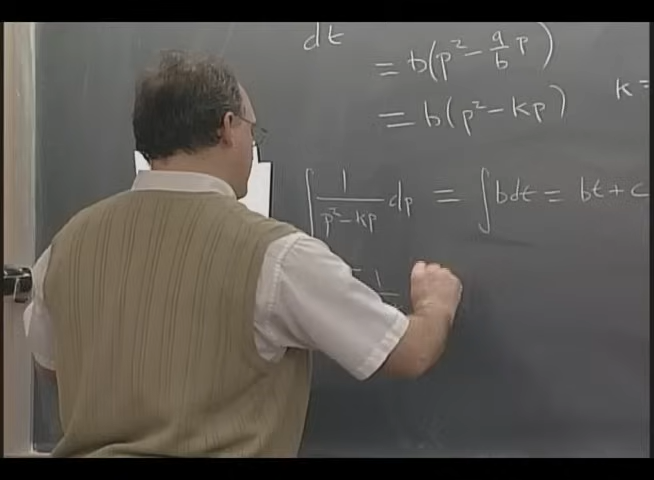 dt
= b(p² - a/b p)
= b(p² - kp)
k =
∫ 1/(p² - kp) dp = ∫ b dt = bt + c
1